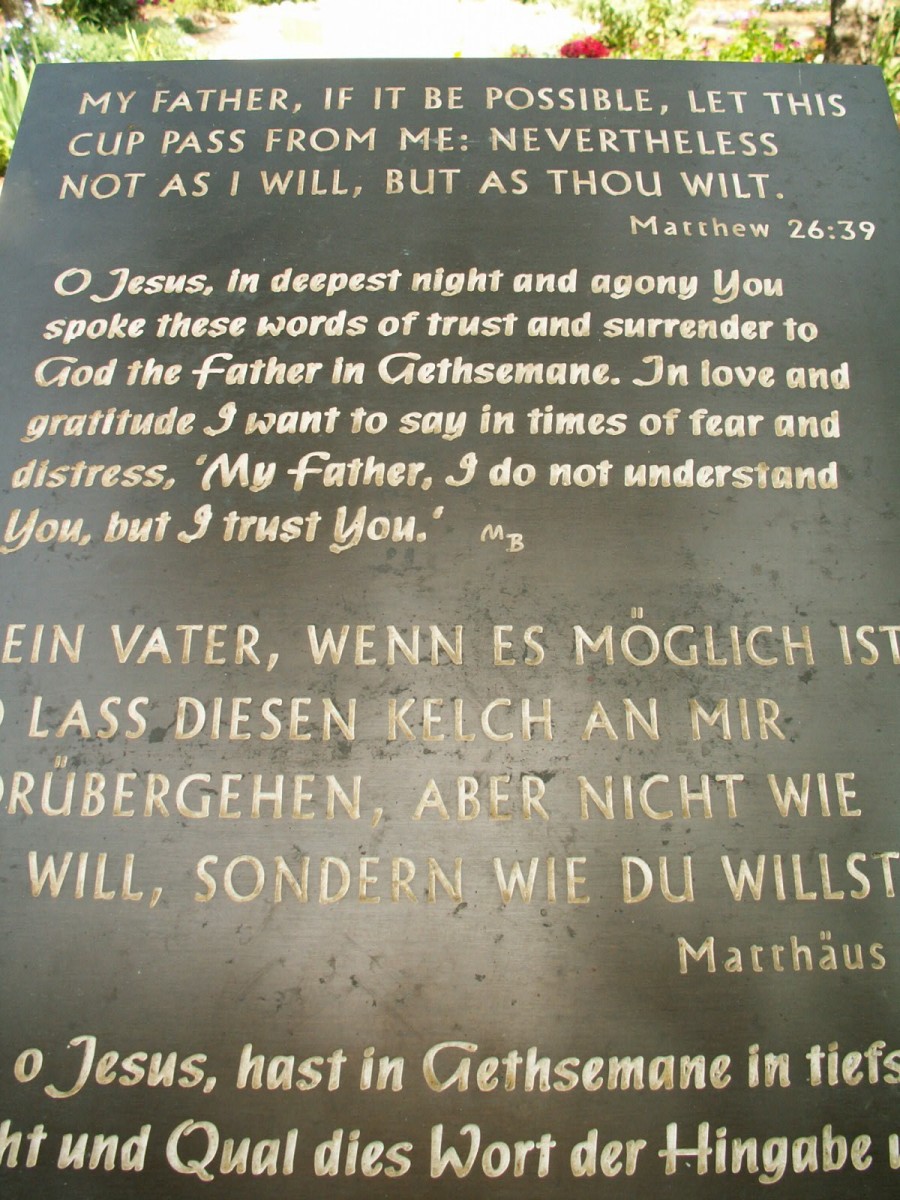 MY FATHER, IF IT BE POSSIBLE, LET THIS
CUP PASS FROM ME: NEVERTHELESS
NOT AS I WILL, BUT AS THOU WILT.
Matthew 26:39
O Jesus, in deepest night and agony You
spoke these words of trust and surrender to
God the Father in Gethsemane. In love and
gratitude I want to say in times of fear and
distress, 'My Father, I do not understand
You, but I trust You.' MB
EIN VATER, WENN ES MÖGLICH IST
LASS DIESEN KELCH AN MIR
ORÜBERGEHEN, ABER NICHT WIE
WILL, SONDERN WIE DU WILLST
Matthäus
o Jesus, hast in Gethsemane in tiefs
ht und Qual dies Wort der Hingabe